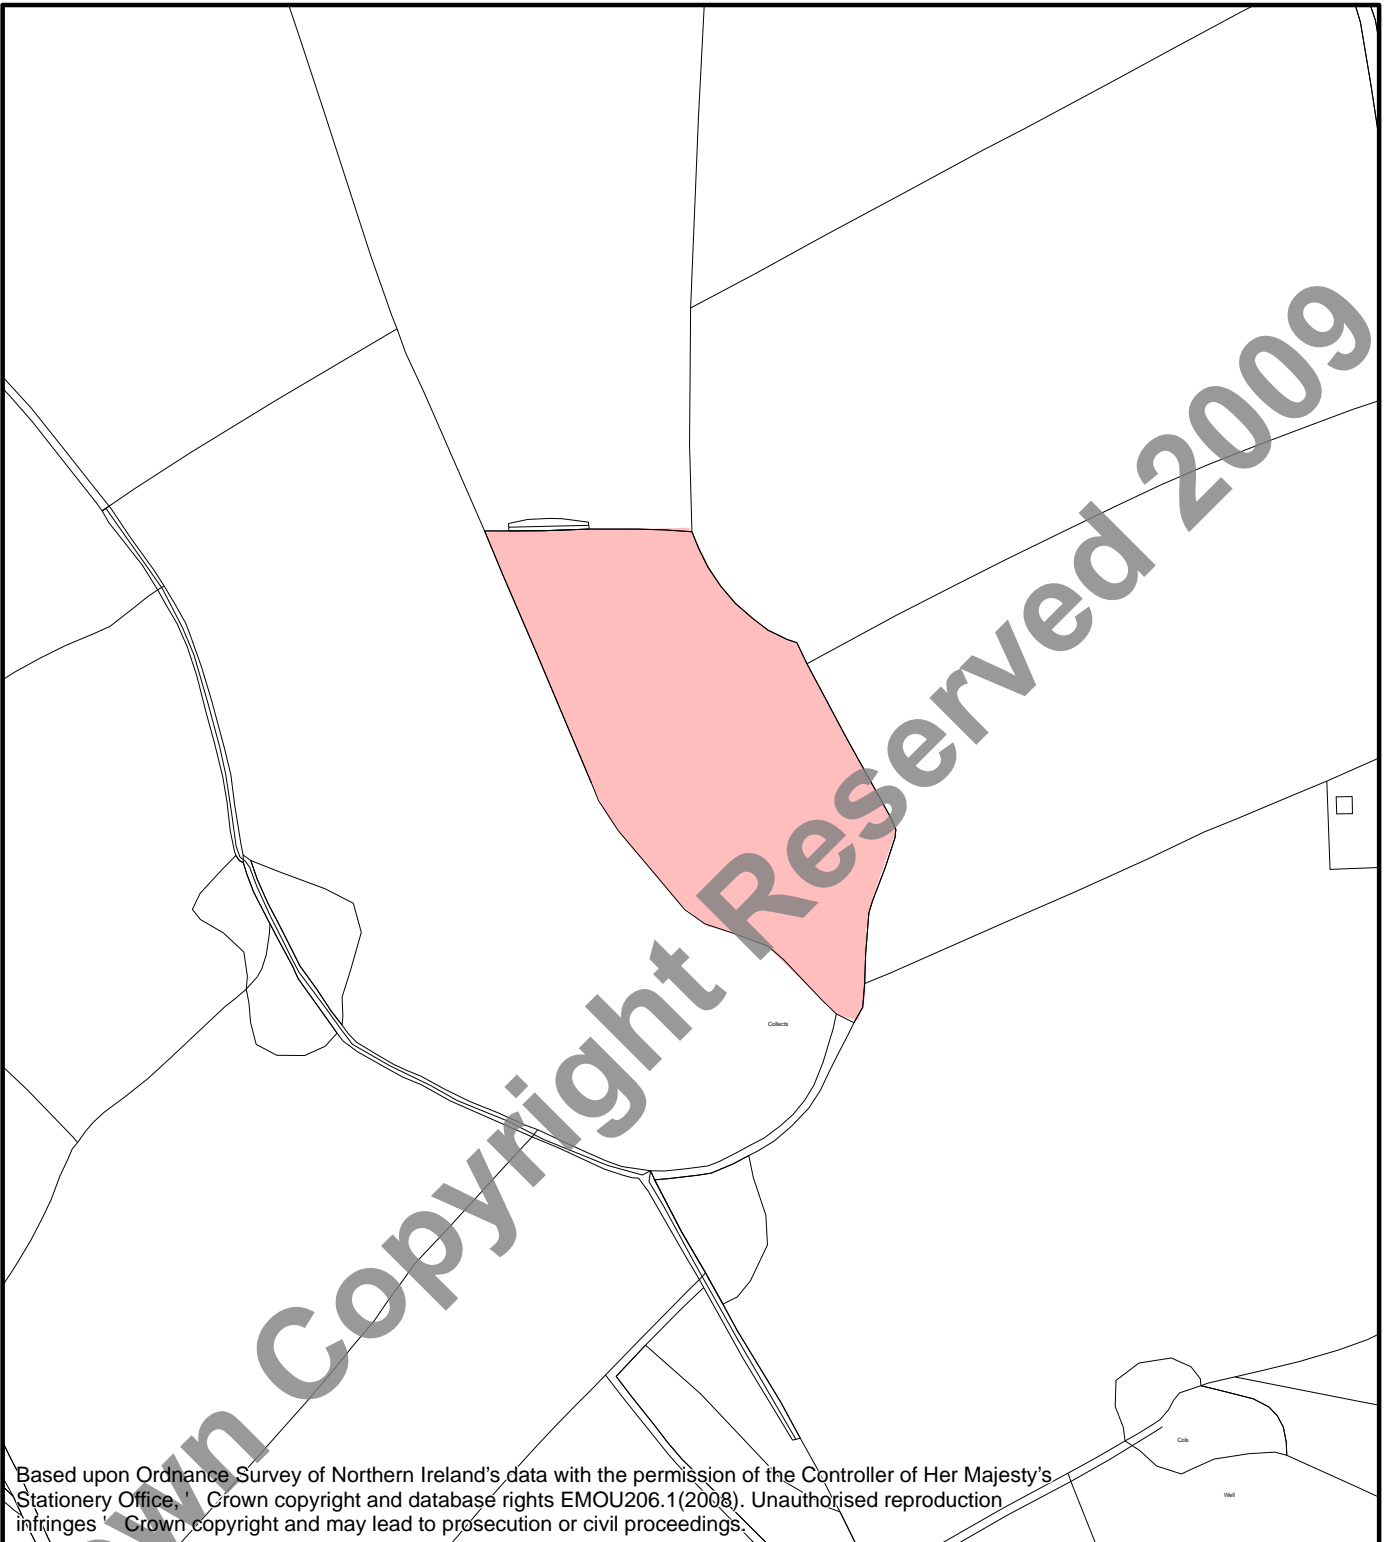 wn Copyright Reserved 2009
Collects
Cols
Well
Based upon Ordnance Survey of Northern Ireland's data with the permission of the Controller of Her Majesty's
Stationery Office, ' Crown copyright and database rights EMOU206.1(2008). Unauthorised reproduction
infringes ' Crown copyright and may lead to prosecution or civil proceedings.